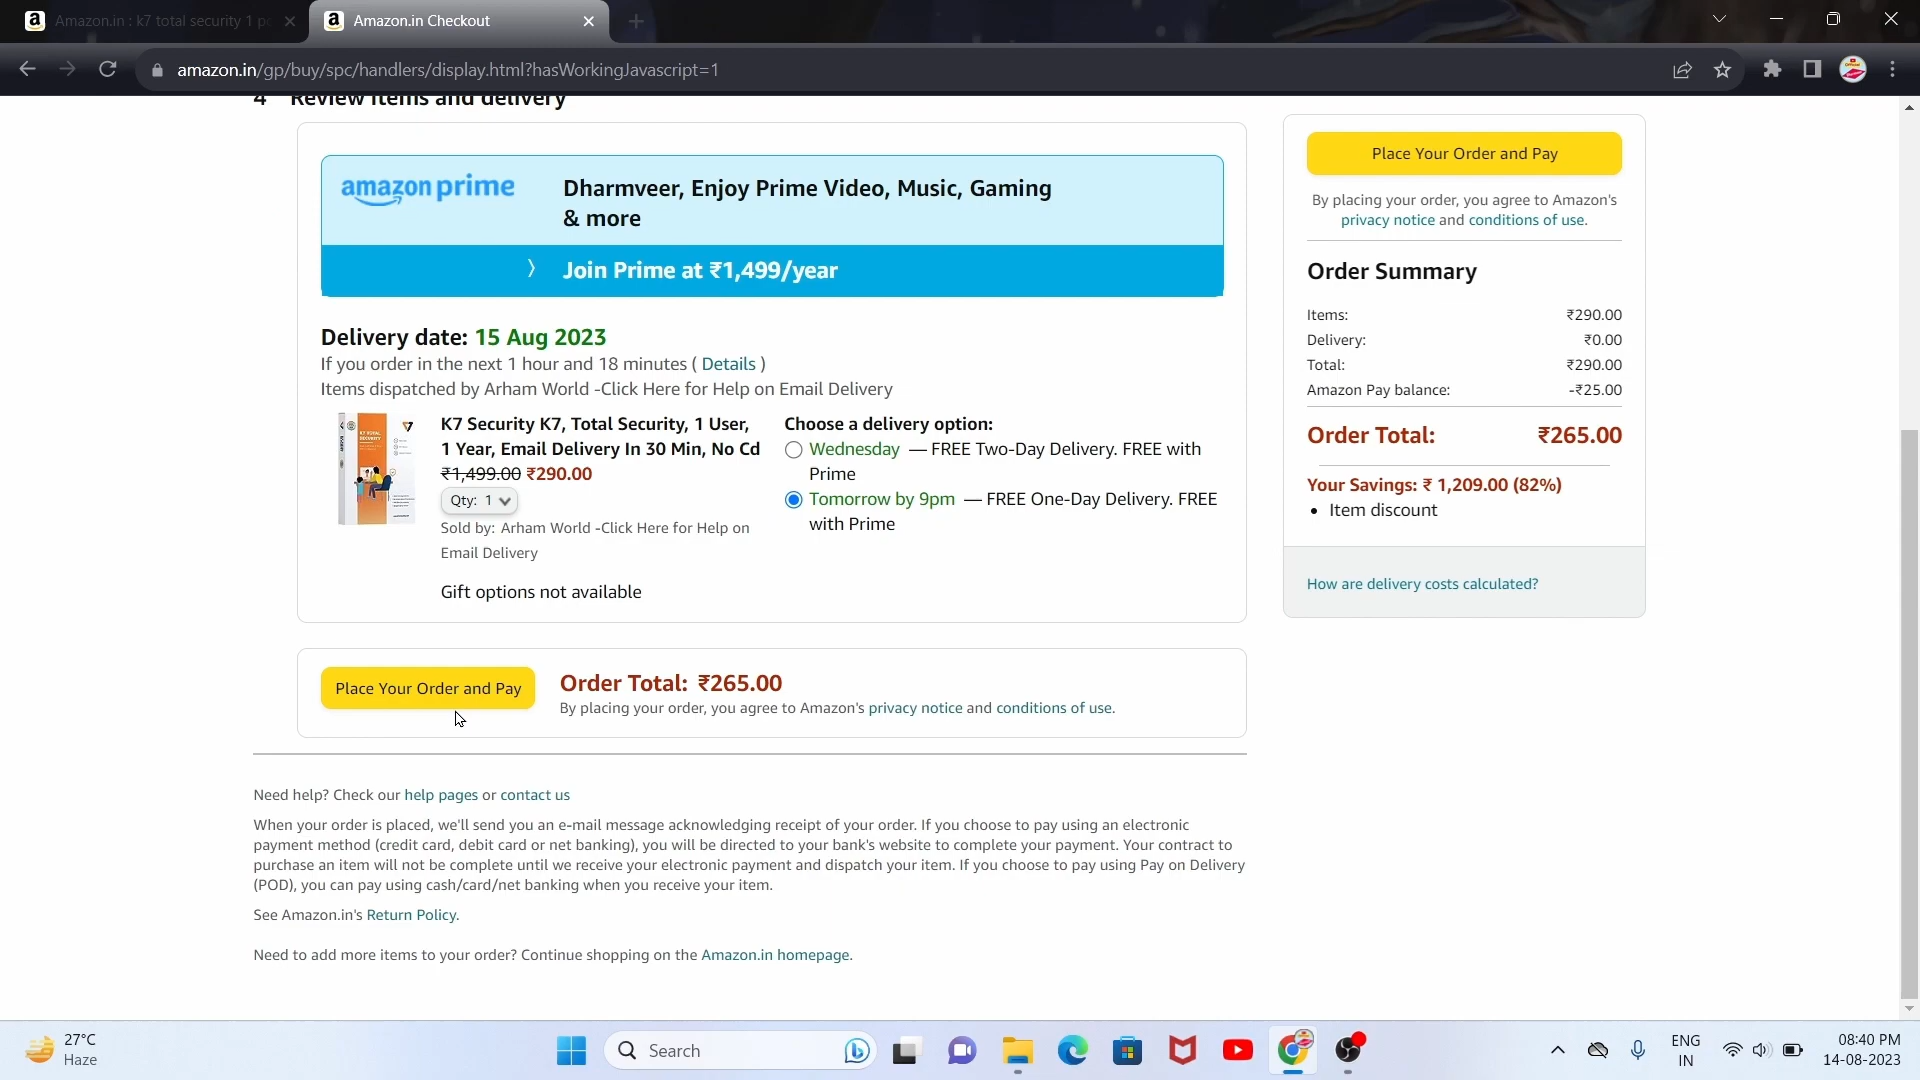 Amazon.in : k7 total security 1 p
Amazon.in Checkout
amazon.in/gp/buy/spc/handlers/display.html?hasWorkingJavascript=1
4 Review items and delivery
amazon prime
Dharmveer, Enjoy Prime Video, Music, Gaming
& more
Join Prime at ₹1,499/year
Delivery date: 15 Aug 2023
If you order in the next 1 hour and 18 minutes ( Details )
Items dispatched by Arham World -Click Here for Help on Email Delivery
K7 Security K7, Total Security, 1 User,
1 Year, Email Delivery In 30 Min, No Cd
₹1,499.00 ₹290.00
Qty: 1
Sold by: Arham World -Click Here for Help on
Email Delivery
Gift options not available
Choose a delivery option:
Wednesday — FREE Two-Day Delivery. FREE with
Prime
Tomorrow by 9pm — FREE One-Day Delivery. FREE
with Prime
Place Your Order and Pay
Order Total: ₹265.00
By placing your order, you agree to Amazon's privacy notice and conditions of use.
Place Your Order and Pay
By placing your order, you agree to Amazon's
privacy notice and conditions of use.
Order Summary
Items: ₹290.00
Delivery: ₹0.00
Total: ₹290.00
Amazon Pay balance: -₹25.00
Order Total: ₹265.00
Your Savings: ₹ 1,209.00 (82%)
• Item discount
How are delivery costs calculated?
Need help? Check our help pages or contact us
When your order is placed, we'll send you an e-mail message acknowledging receipt of your order. If you choose to pay using an electronic
payment method (credit card, debit card or net banking), you will be directed to your bank's website to complete your payment. Your contract to
purchase an item will not be complete until we receive your electronic payment and dispatch your item. If you choose to pay using Pay on Delivery
(POD), you can pay using cash/card/net banking when you receive your item.
See Amazon.in's Return Policy.
Need to add more items to your order? Continue shopping on the Amazon.in homepage.
27°C
Haze
Search
ENG
IN
08:40 PM
14-08-2023